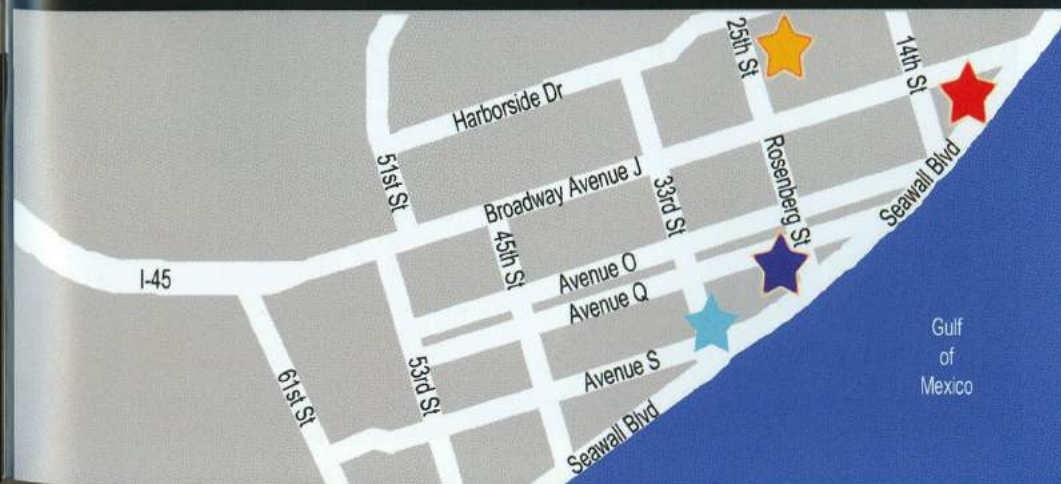 25th St
14th St
Harborside Dr
51st St
Broadway Avenue J
33rd St
Rosenberg St
Seawall Blvd
45th St
Avenue O
I-45
Avenue Q
Gulf
of
Mexico
61st St
53rd St
Avenue S
Seawall Blvd